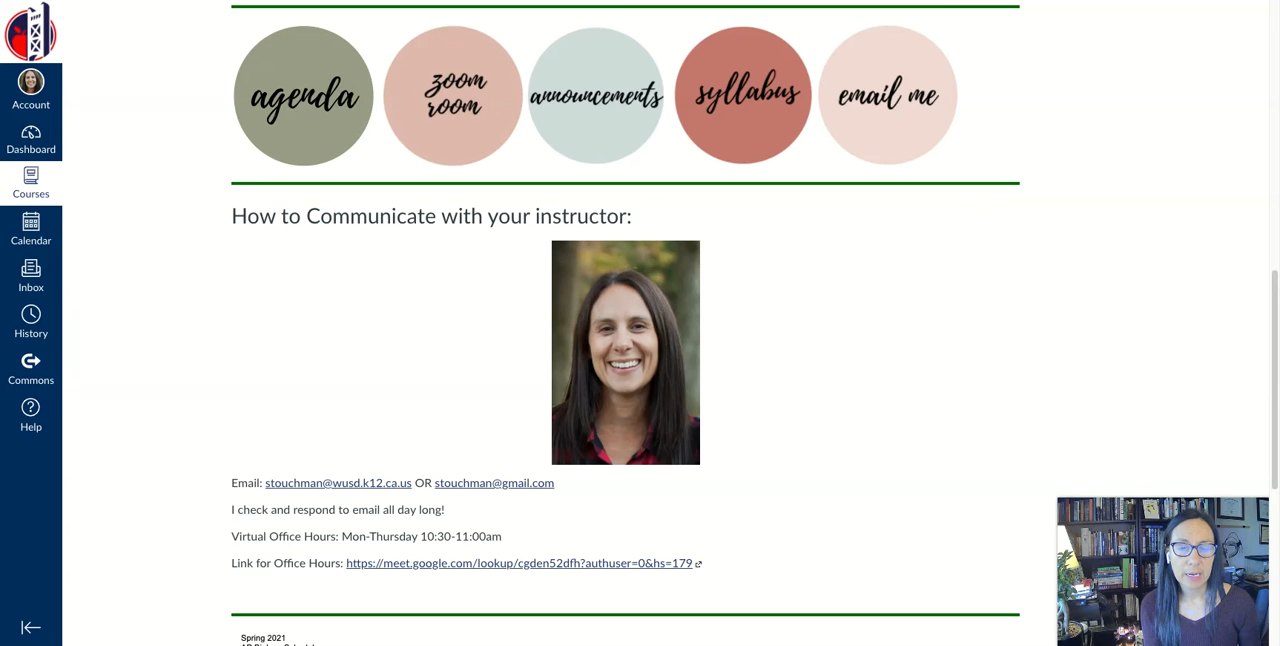 agenda
zoom
room
announcements
syllabus
email me
Account
Dashboard
Courses
Calendar
Inbox
History
Commons
Help
How to Communicate with your instructor:
Email: stouchman@wusd.k12.ca.us OR stouchman@gmail.com
I check and respond to email all day long!
Virtual Office Hours: Mon-Thursday 10:30-11:00am
Link for Office Hours: https://meet.google.com/lookup/cgden52dfh?authuser=0&hs=179
Spring 2021